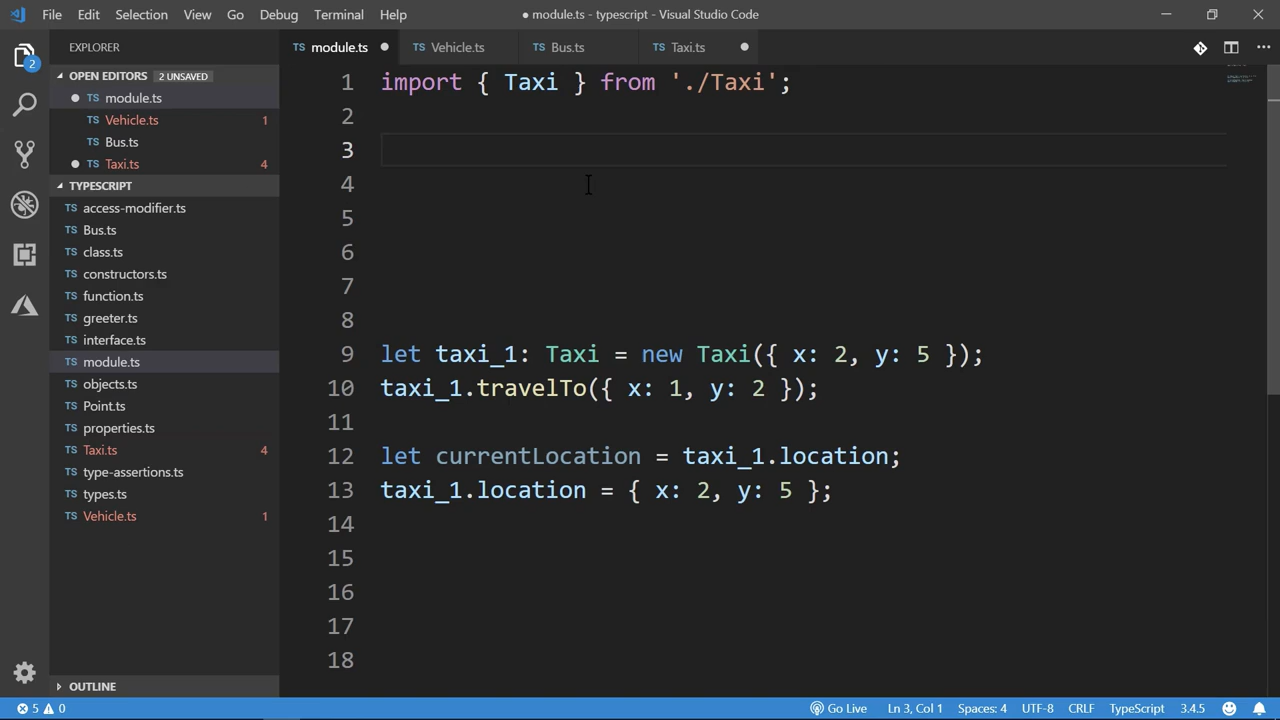 File Edit Selection View Go Debug Terminal Help
● module.ts - typescript - Visual Studio Code
EXPLORER
TS module.ts ●
TS Vehicle.ts
TS Bus.ts
TS Taxi.ts ●
2
OPEN EDITORS 2 UNSAVED
● TS module.ts
TS Vehicle.ts 1
TS Bus.ts
● TS Taxi.ts 4
TYPESCRIPT
TS access-modifier.ts
TS Bus.ts
TS class.ts
TS constructors.ts
TS function.ts
TS greeter.ts
TS interface.ts
TS module.ts
TS objects.ts
TS Point.ts
TS properties.ts
TS Taxi.ts 4
TS type-assertions.ts
TS types.ts
TS Vehicle.ts 1
OUTLINE
1 import { Taxi } from './Taxi';
2
3
4
5
6
7
8
9 let taxi_1: Taxi = new Taxi({ x: 2, y: 5 });
10 taxi_1.travelTo({ x: 1, y: 2 });
11
12 let currentLocation = taxi_1.location;
13 taxi_1.location = { x: 2, y: 5 };
14
15
16
17
18
5 0
Go Live Ln 3, Col 1 Spaces: 4 UTF-8 CRLF TypeScript 3.4.5